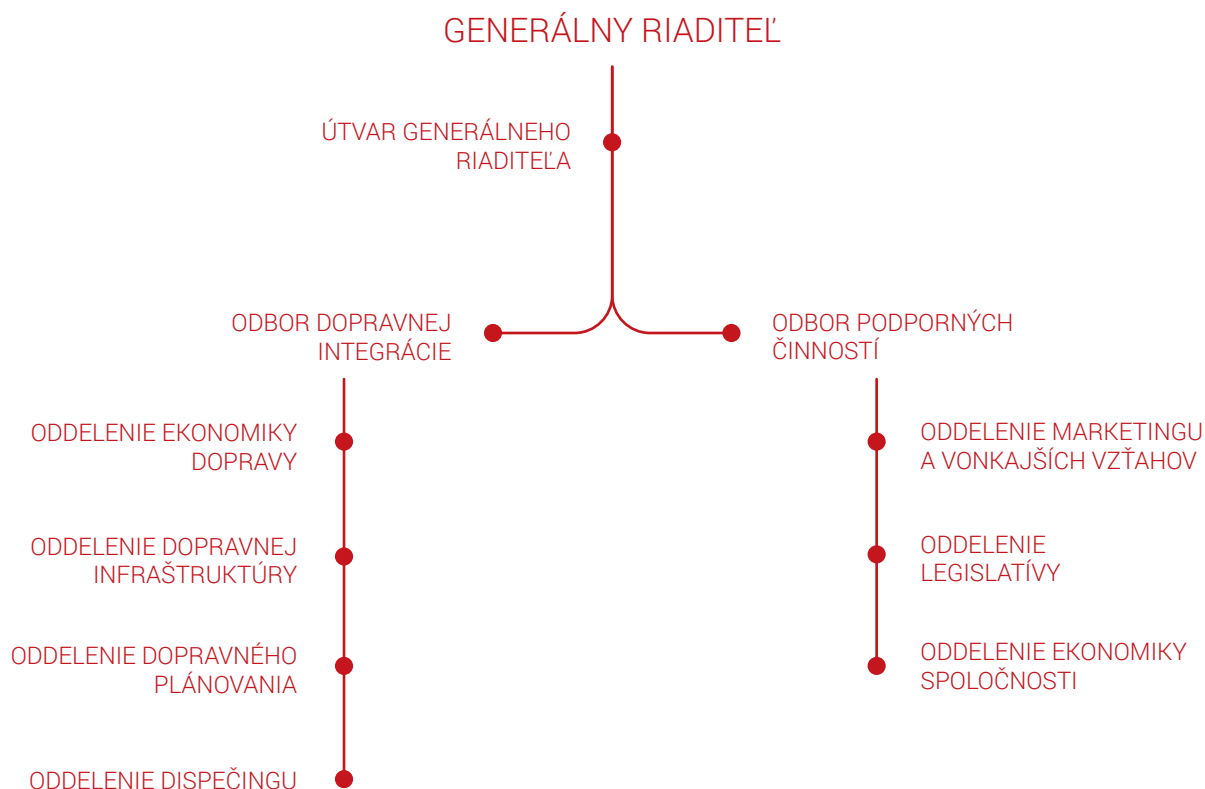 GENERÁLNY RIADITEĽ
ÚTVAR GENERÁLNEHO
RIADITEĽA
ODBOR DOPRAVNEJ
INTEGRÁCIE
ODDELENIE EKONOMIKY
DOPRAVY
ODDELENIE DOPRAVNEJ
INFRAŠTRUKTÚRY
ODDELENIE DOPRAVNÉHO
PLÁNOVANIA
ODDELENIE DISPEČINGU
ODBOR PODPORNÝCH
ČINNOSTÍ
ODDELENIE MARKETINGU
A VONKAJŠÍCH VZŤAHOV
ODDELENIE
LEGISLATÍVY
ODDELENIE EKONOMIKY
SPOLOČNOSTI